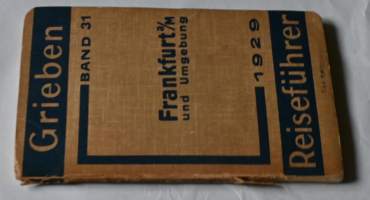 Grieben
BAND 31
Frankfurt a/M
und Umgebung
1929
Reiseführer